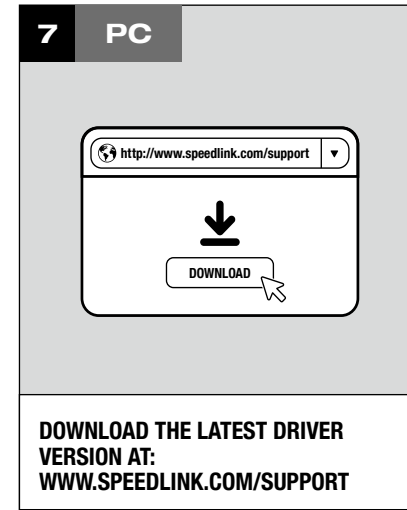 7 PC
http://www.speedlink.com/support
DOWNLOAD
DOWNLOAD THE LATEST DRIVER
VERSION AT:
WWW.SPEEDLINK.COM/SUPPORT